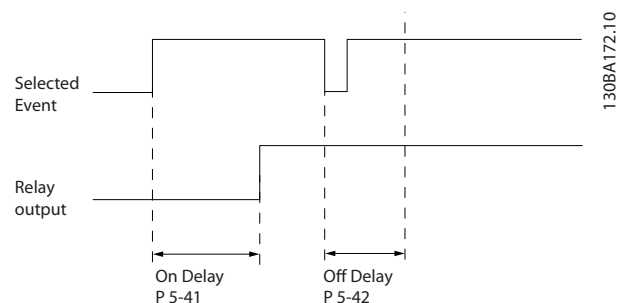 130BA172.10
Selected
Event
Relay
output
On Delay
P 5-41
Off Delay
P 5-42